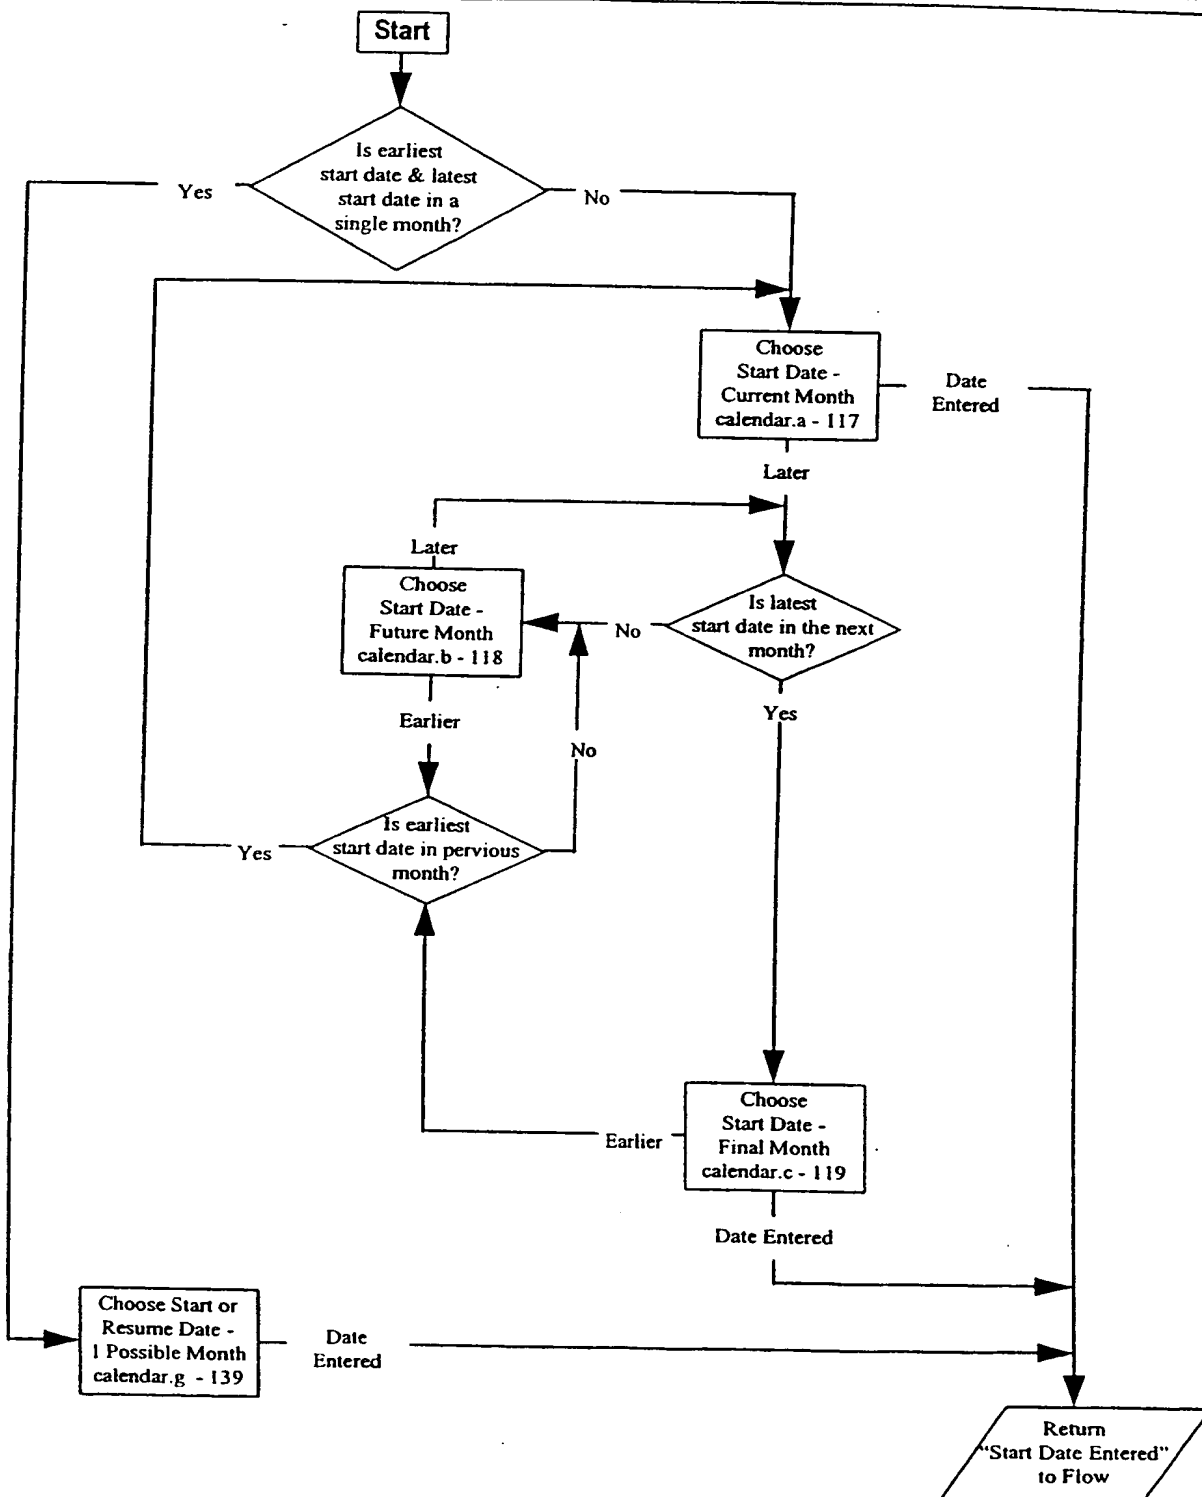 Start
Is earliest
start date & latest
start date in a
single month?
Yes
No
Choose
Start Date -
Current Month
calendar.a - 117
Date
Entered
Later
Later
Choose
Start Date -
Future Month
calendar.b - 118
Is latest
start date in the next
month?
No
Yes
Earlier
No
Is earliest
start date in pervious
month?
Yes
Choose
Start Date -
Final Month
calendar.c - 119
Earlier
Date Entered
Choose Start or
Resume Date -
1 Possible Month
calendar.g - 139
Date
Entered
Return
"Start Date Entered"
to Flow